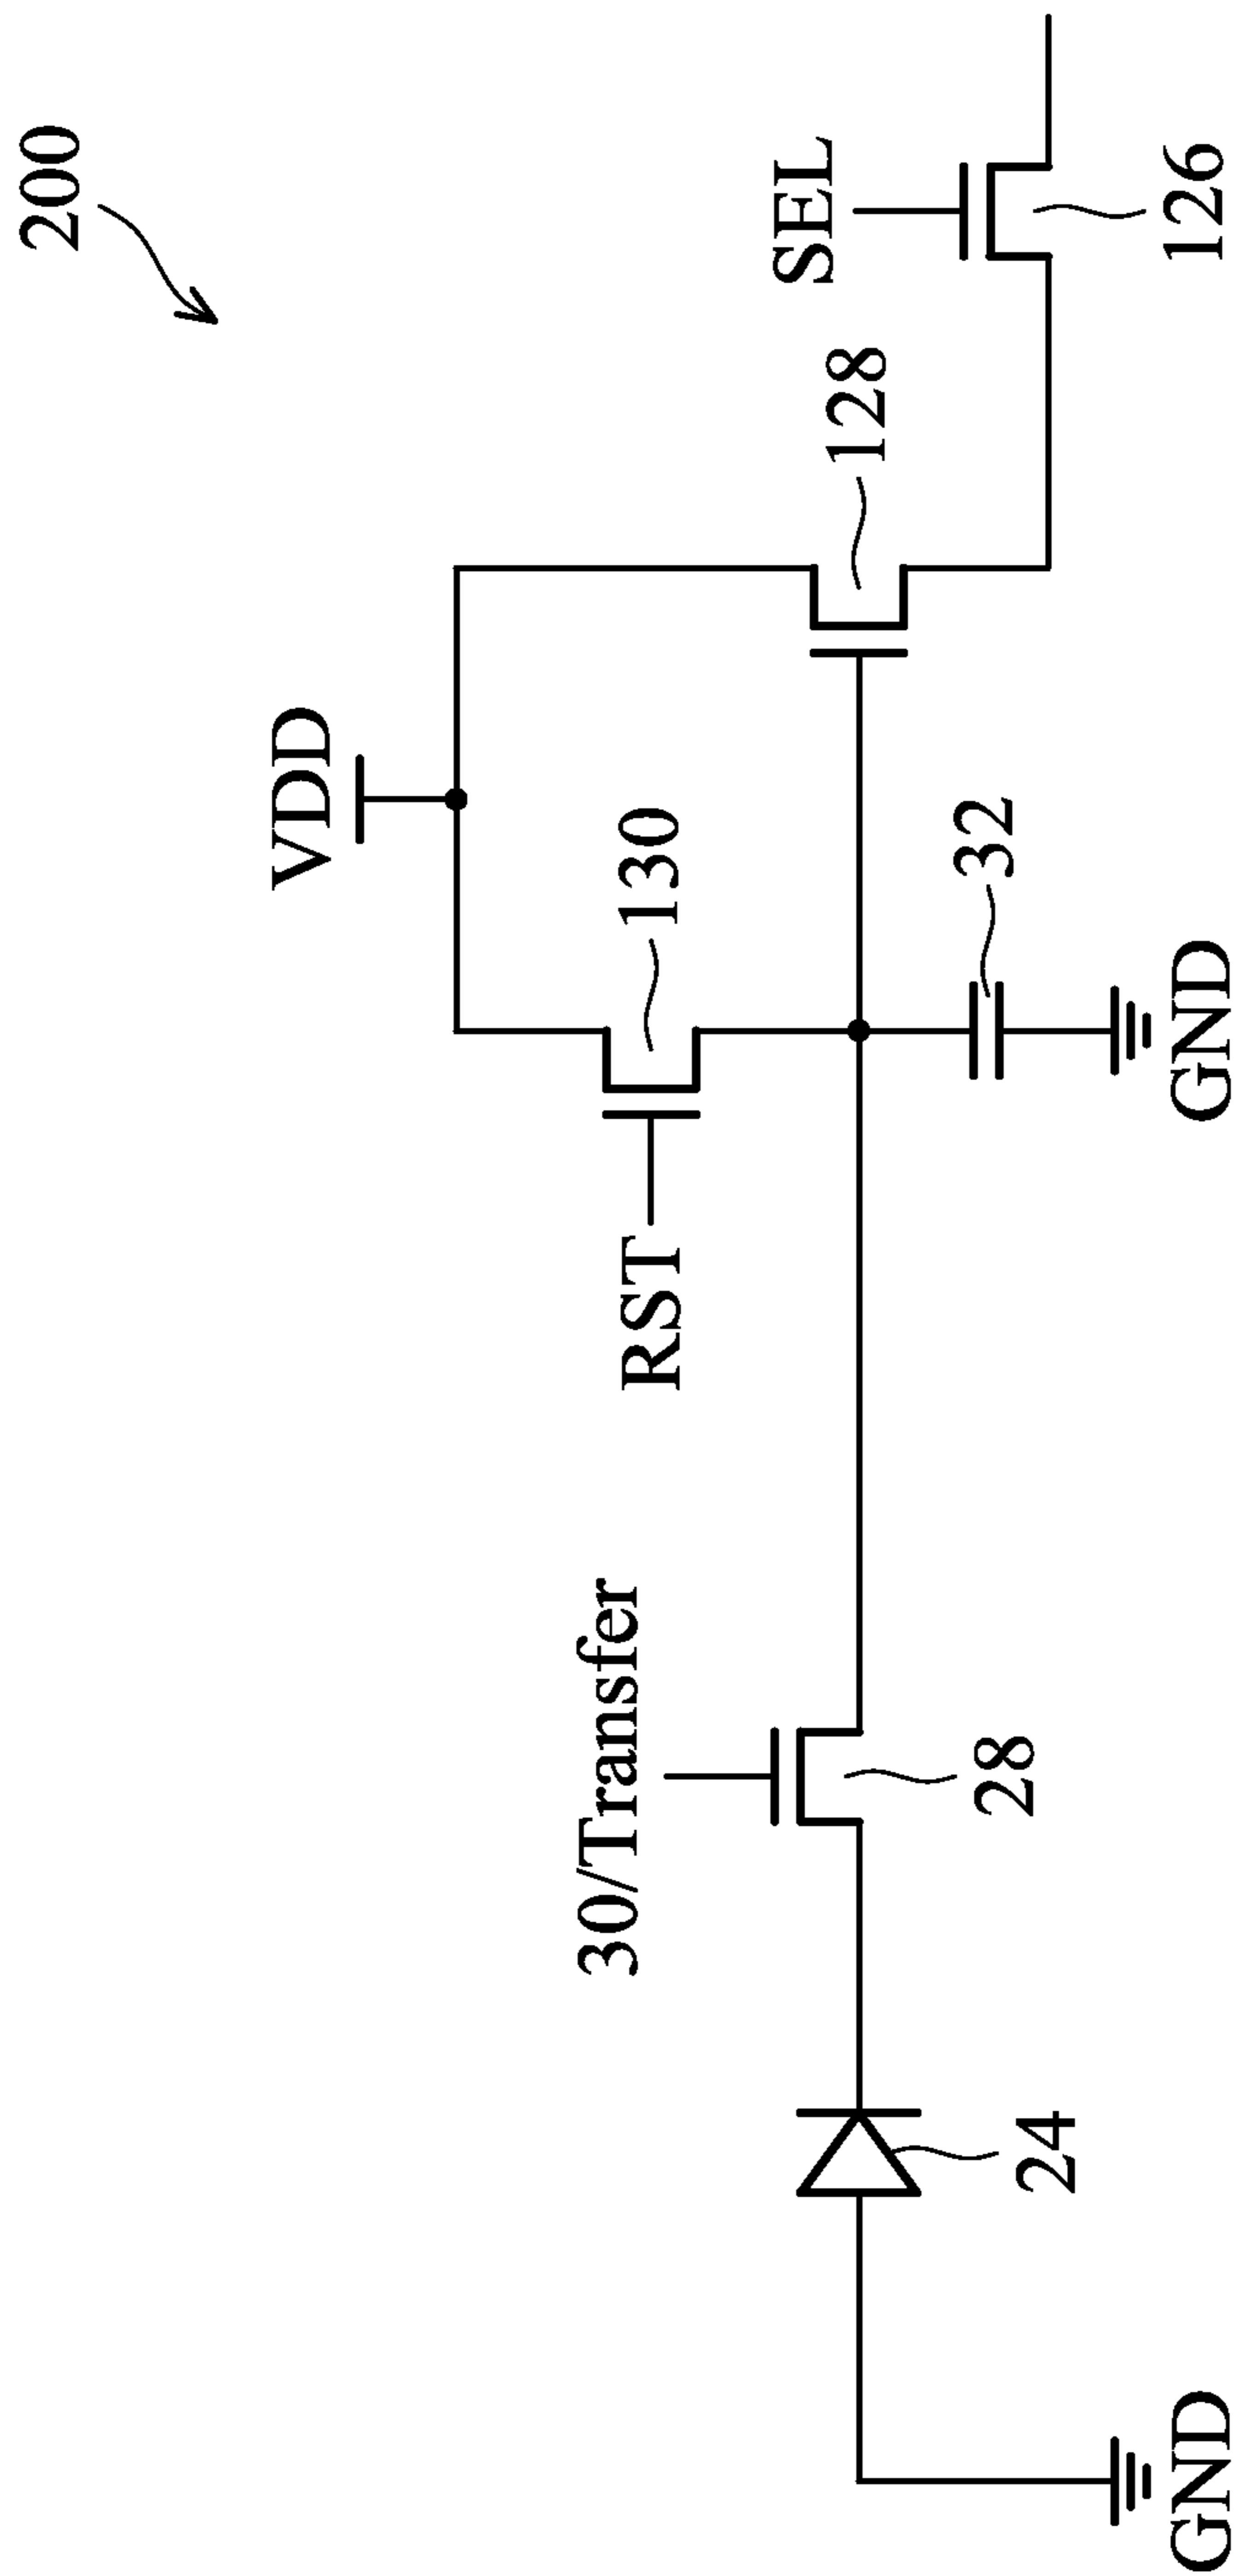 200
VDD
SEL
128
126
130
RST
32
GND
30/Transfer
28
24
GND